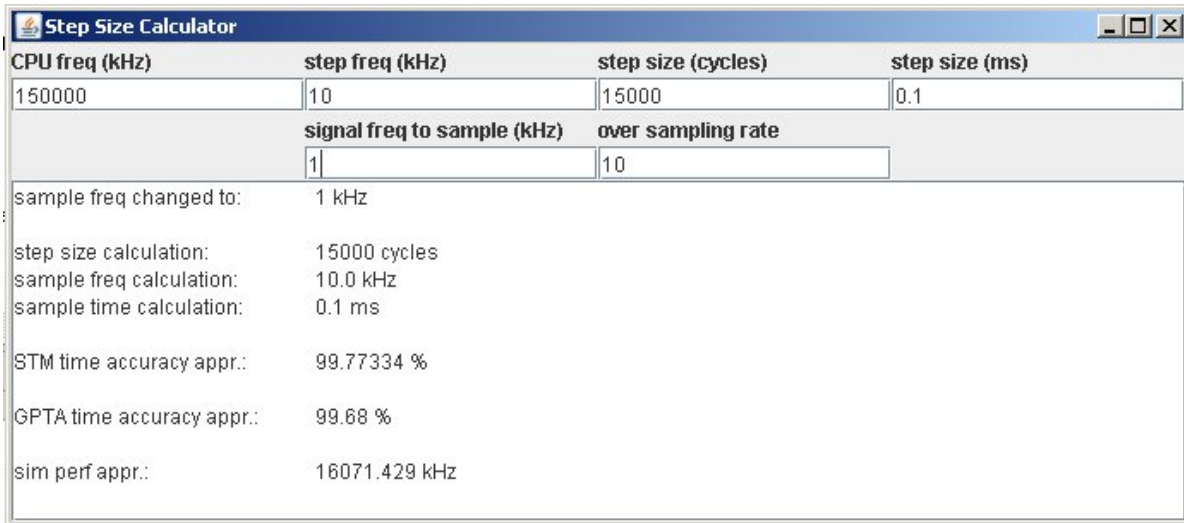 Step Size Calculator
CPU freq (kHz) step freq (kHz) step size (cycles) step size (ms)
150000 10 15000 0.1
signal freq to sample (kHz) over sampling rate
1 10
sample freq changed to: 1 kHz
step size calculation: 15000 cycles
sample freq calculation: 10.0 kHz
sample time calculation: 0.1 ms
STM time accuracy appr.: 99.77334 %
GPTA time accuracy appr.: 99.68 %
sim perf appr.: 16071.429 kHz